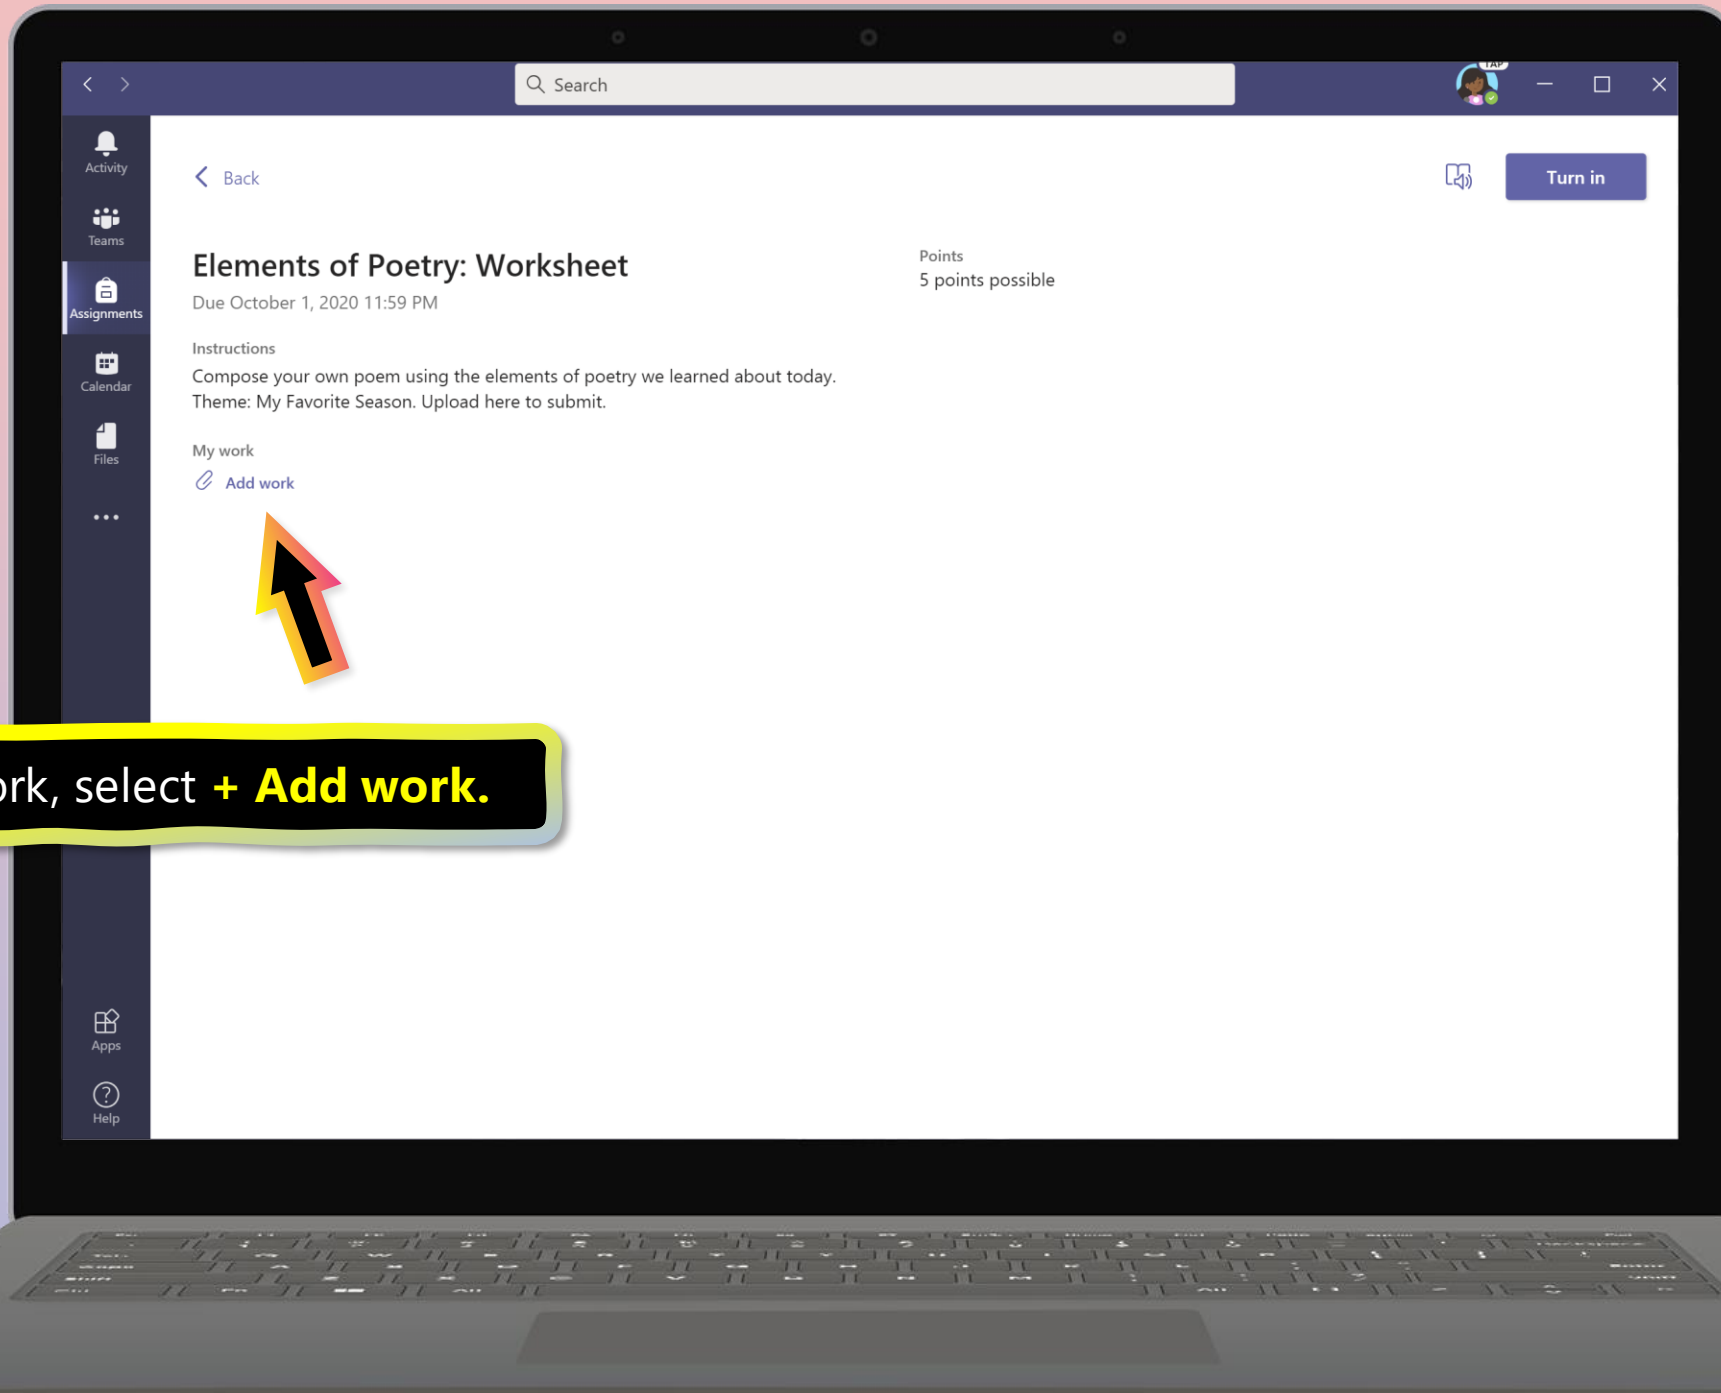 Search
TAP
Activity
Back
Turn in
Teams
Elements of Poetry: Worksheet
Points
5 points possible
Due October 1, 2020 11:59 PM
Assignments
Instructions
Compose your own poem using the elements of poetry we learned about today.
Theme: My Favorite Season. Upload here to submit.
Calendar
My work
Add work
Files
select + Add work.
Apps
Help